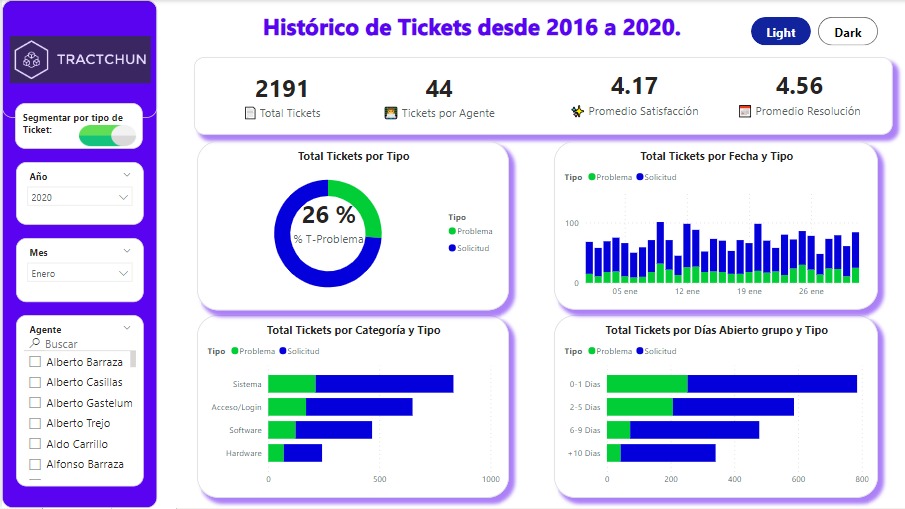 Histórico de Tickets desde 2016 a 2020.
Light
Dark
TRACTCHUN
Segmentar por tipo de
Ticket:
Año
2020
Mes
Enero
Agente
Buscar
Alberto Barraza
Alberto Casillas
Alberto Gastelum
Alberto Trejo
Aldo Carrillo
Alfonso Barraza
2191
Total Tickets
44
Tickets por Agente
4.17
Promedio Satisfacción
4.56
Promedio Resolución
Total Tickets por Tipo
26 %
% T-Problema
Tipo
Problema
Solicitud
Total Tickets por Fecha y Tipo
Tipo Problema Solicitud
100
0
05 ene 12 ene 19 ene 26 ene
Total Tickets por Categoría y Tipo
Tipo Problema Solicitud
Sistema
Acceso/Login
Software
Hardware
0 500 1000
Total Tickets por Días Abierto grupo y Tipo
Tipo Problema Solicitud
0-1 Dias
2-5 Dias
6-9 Dias
+10 Dias
0 200 400 600 800